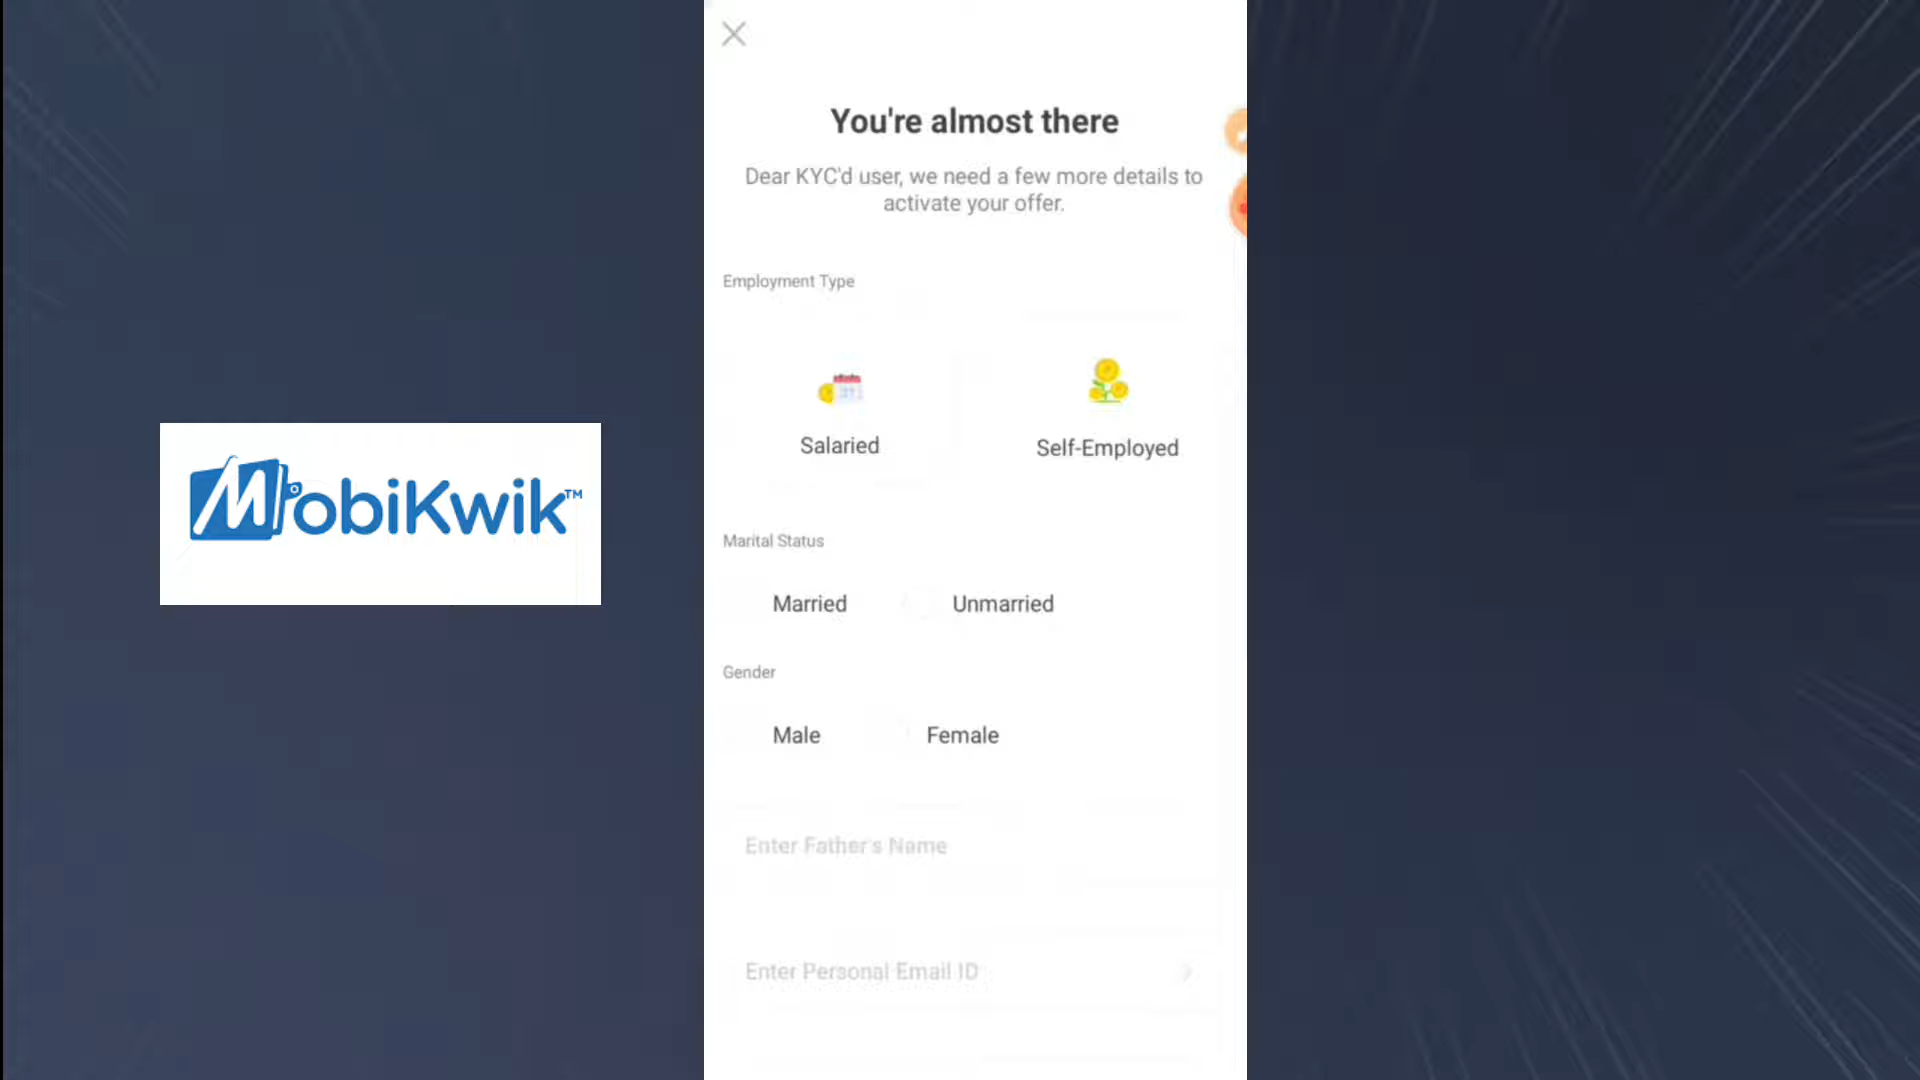 MobiKwik™
You're almost there
Dear KYC'd user, we need a few more details to
activate your offer.
Employment Type
Salaried
Self-Employed
Marital Status
Married
Unmarried
Gender
Male
Female
Enter Father's Name
Enter Personal Email ID